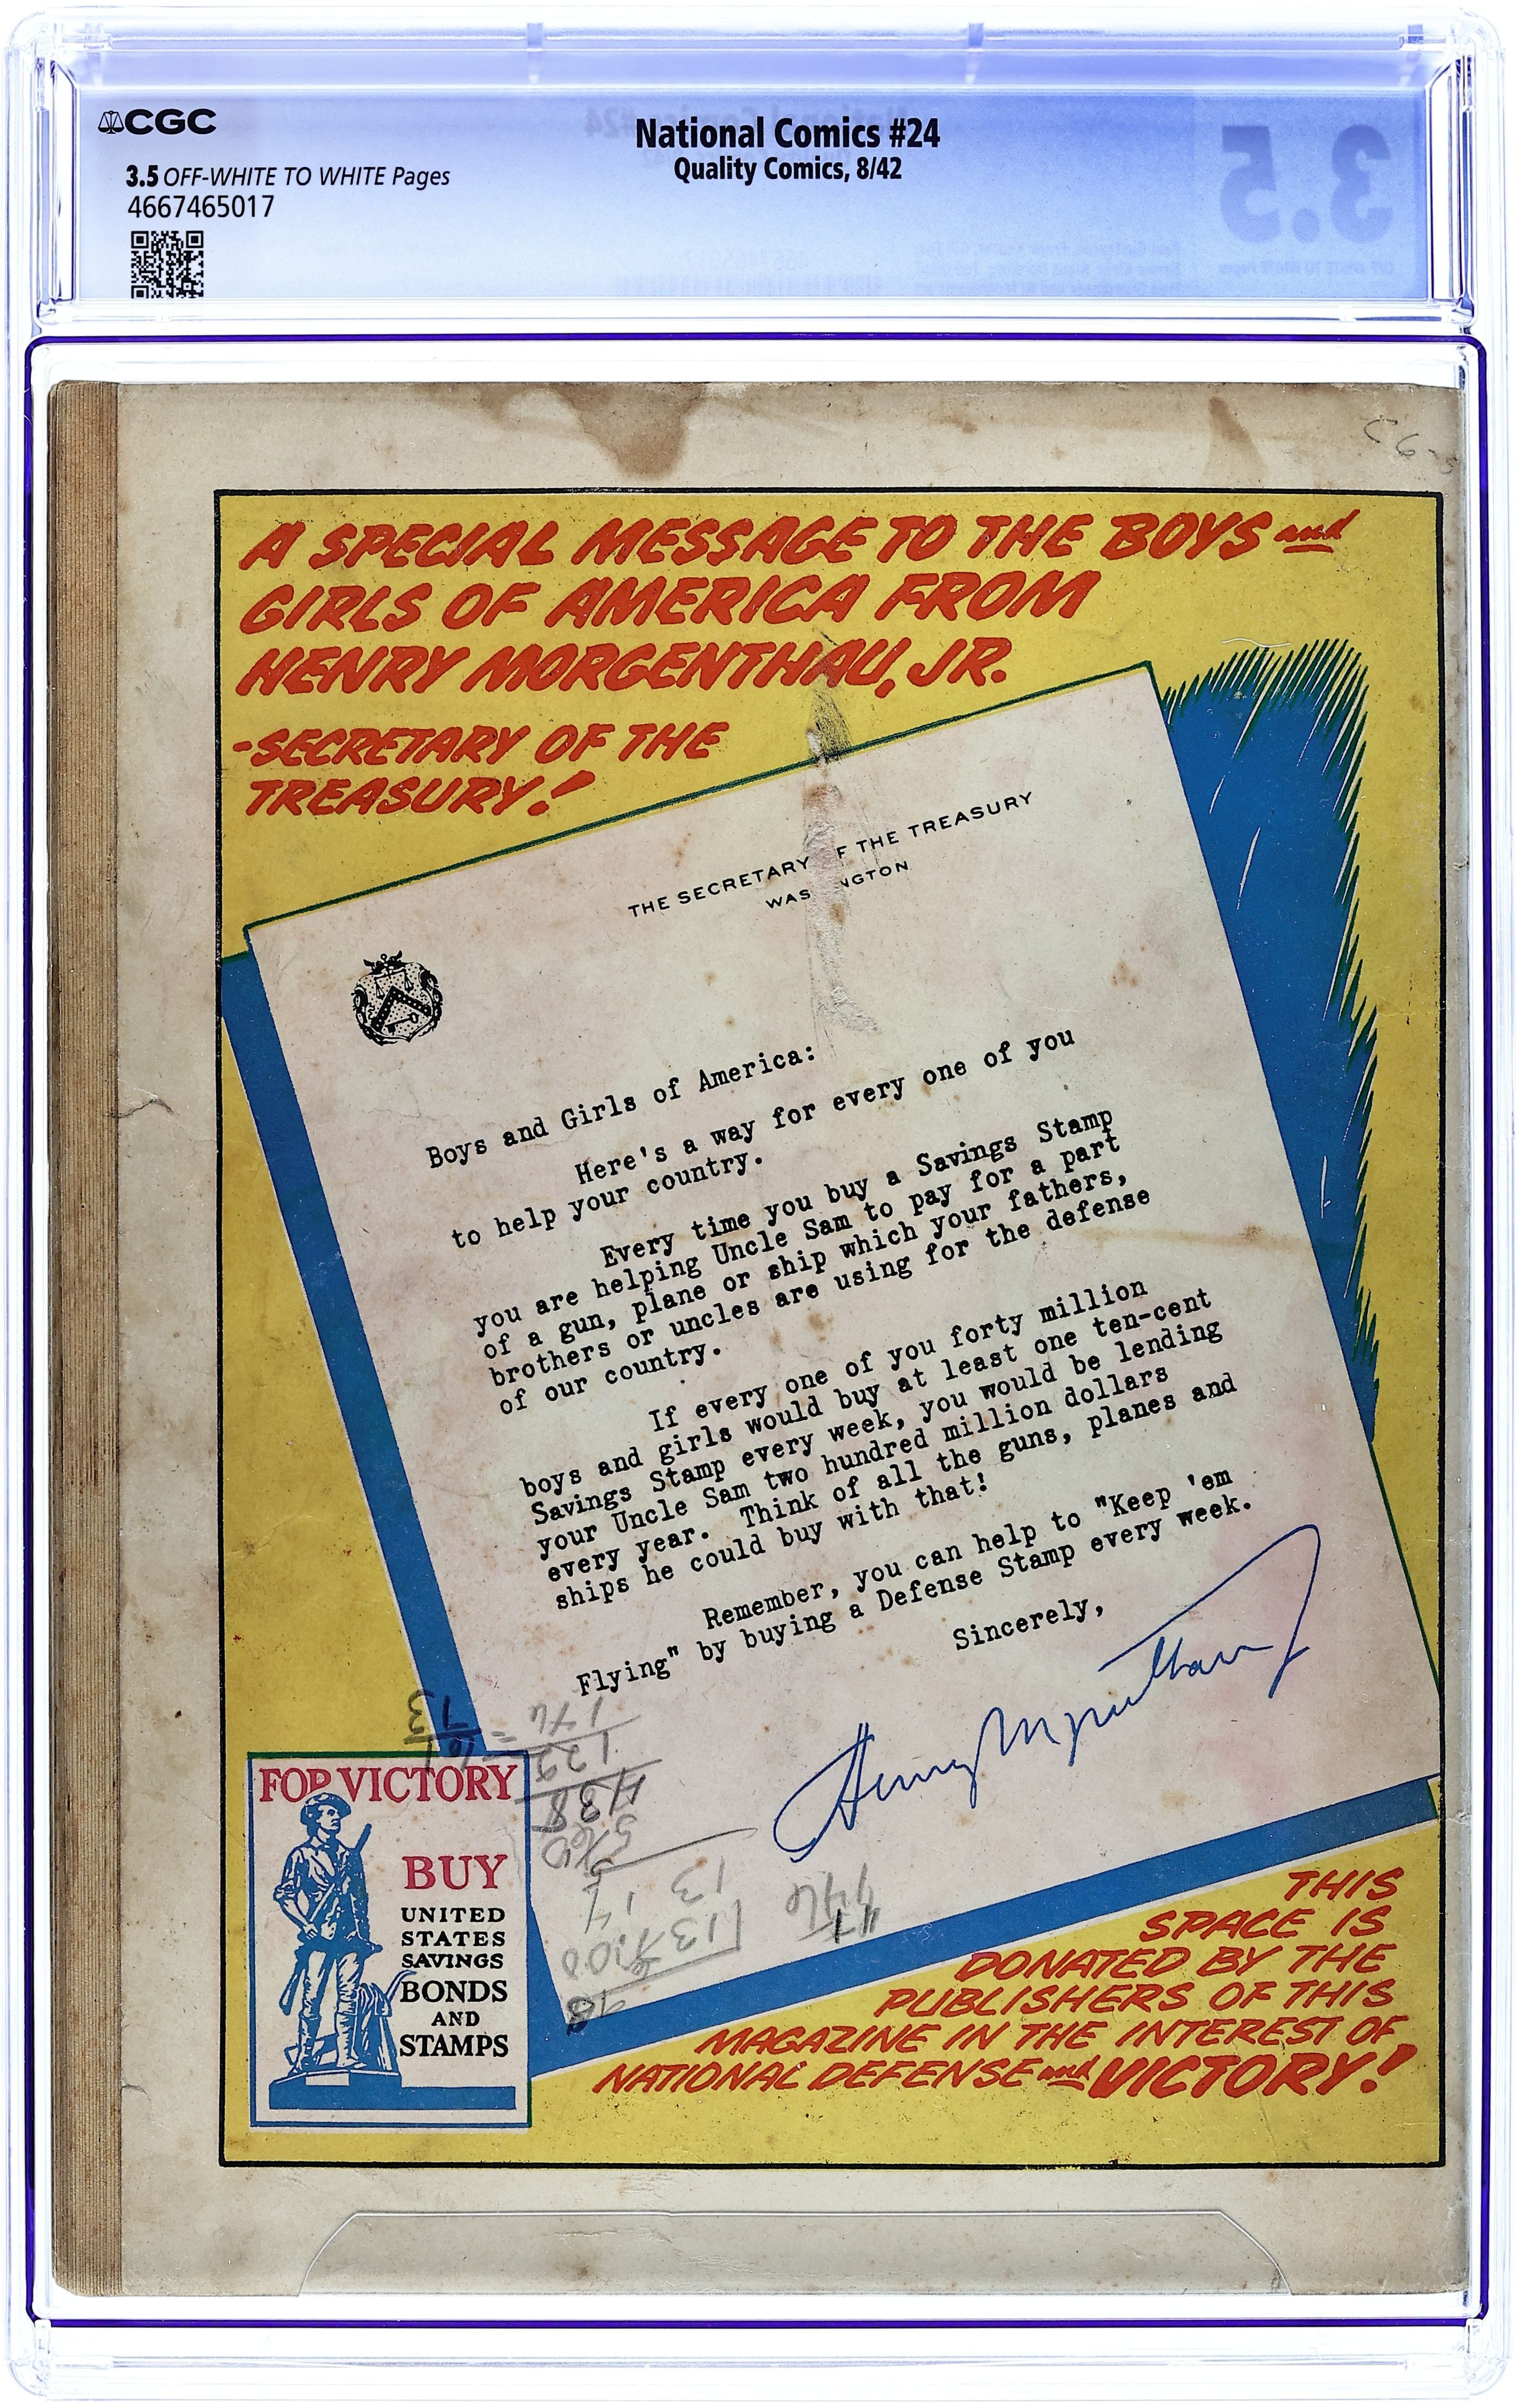 CGC
National Comics #24
Quality Comics, 8/42
3.5 OFF-WHITE TO WHITE Pages
4667465017
3.5
A SPECIAL MESSAGE TO THE BOYS and
GIRLS OF AMERICA FROM
HENRY MORGENTHAU, JR.
-SECRETARY OF THE
TREASURY!
THE SECRETARY F THE TREASURY
WAS NGTON
Boys and Girls of America:
Here's a way for every one of you
to help your country.
Every time you buy a Savings Stamp
you are helping Uncle Sam to pay for a part
of a gun, plane or ship which your fathers,
brothers or uncles are using for the defense
of our country.
If every one of you forty million
boys and girls would buy at least one ten-cent
Savings Stamp every week, you would be lending
your Uncle Sam two hundred million dollars
every year. Think of all the guns, planes and
ships he could buy with that!
Remember, you can help to "Keep 'em
Flying" by buying a Defense Stamp every week.
Sincerely,
Henry Morgenthau Jr
FOR VICTORY
BUY
UNITED
STATES
SAVINGS
BONDS
AND
STAMPS
THIS
SPACE IS
DONATED BY THE
PUBLISHERS OF THIS
MAGAZINE IN THE INTEREST OF
NATIONAL DEFENSE and VICTORY!